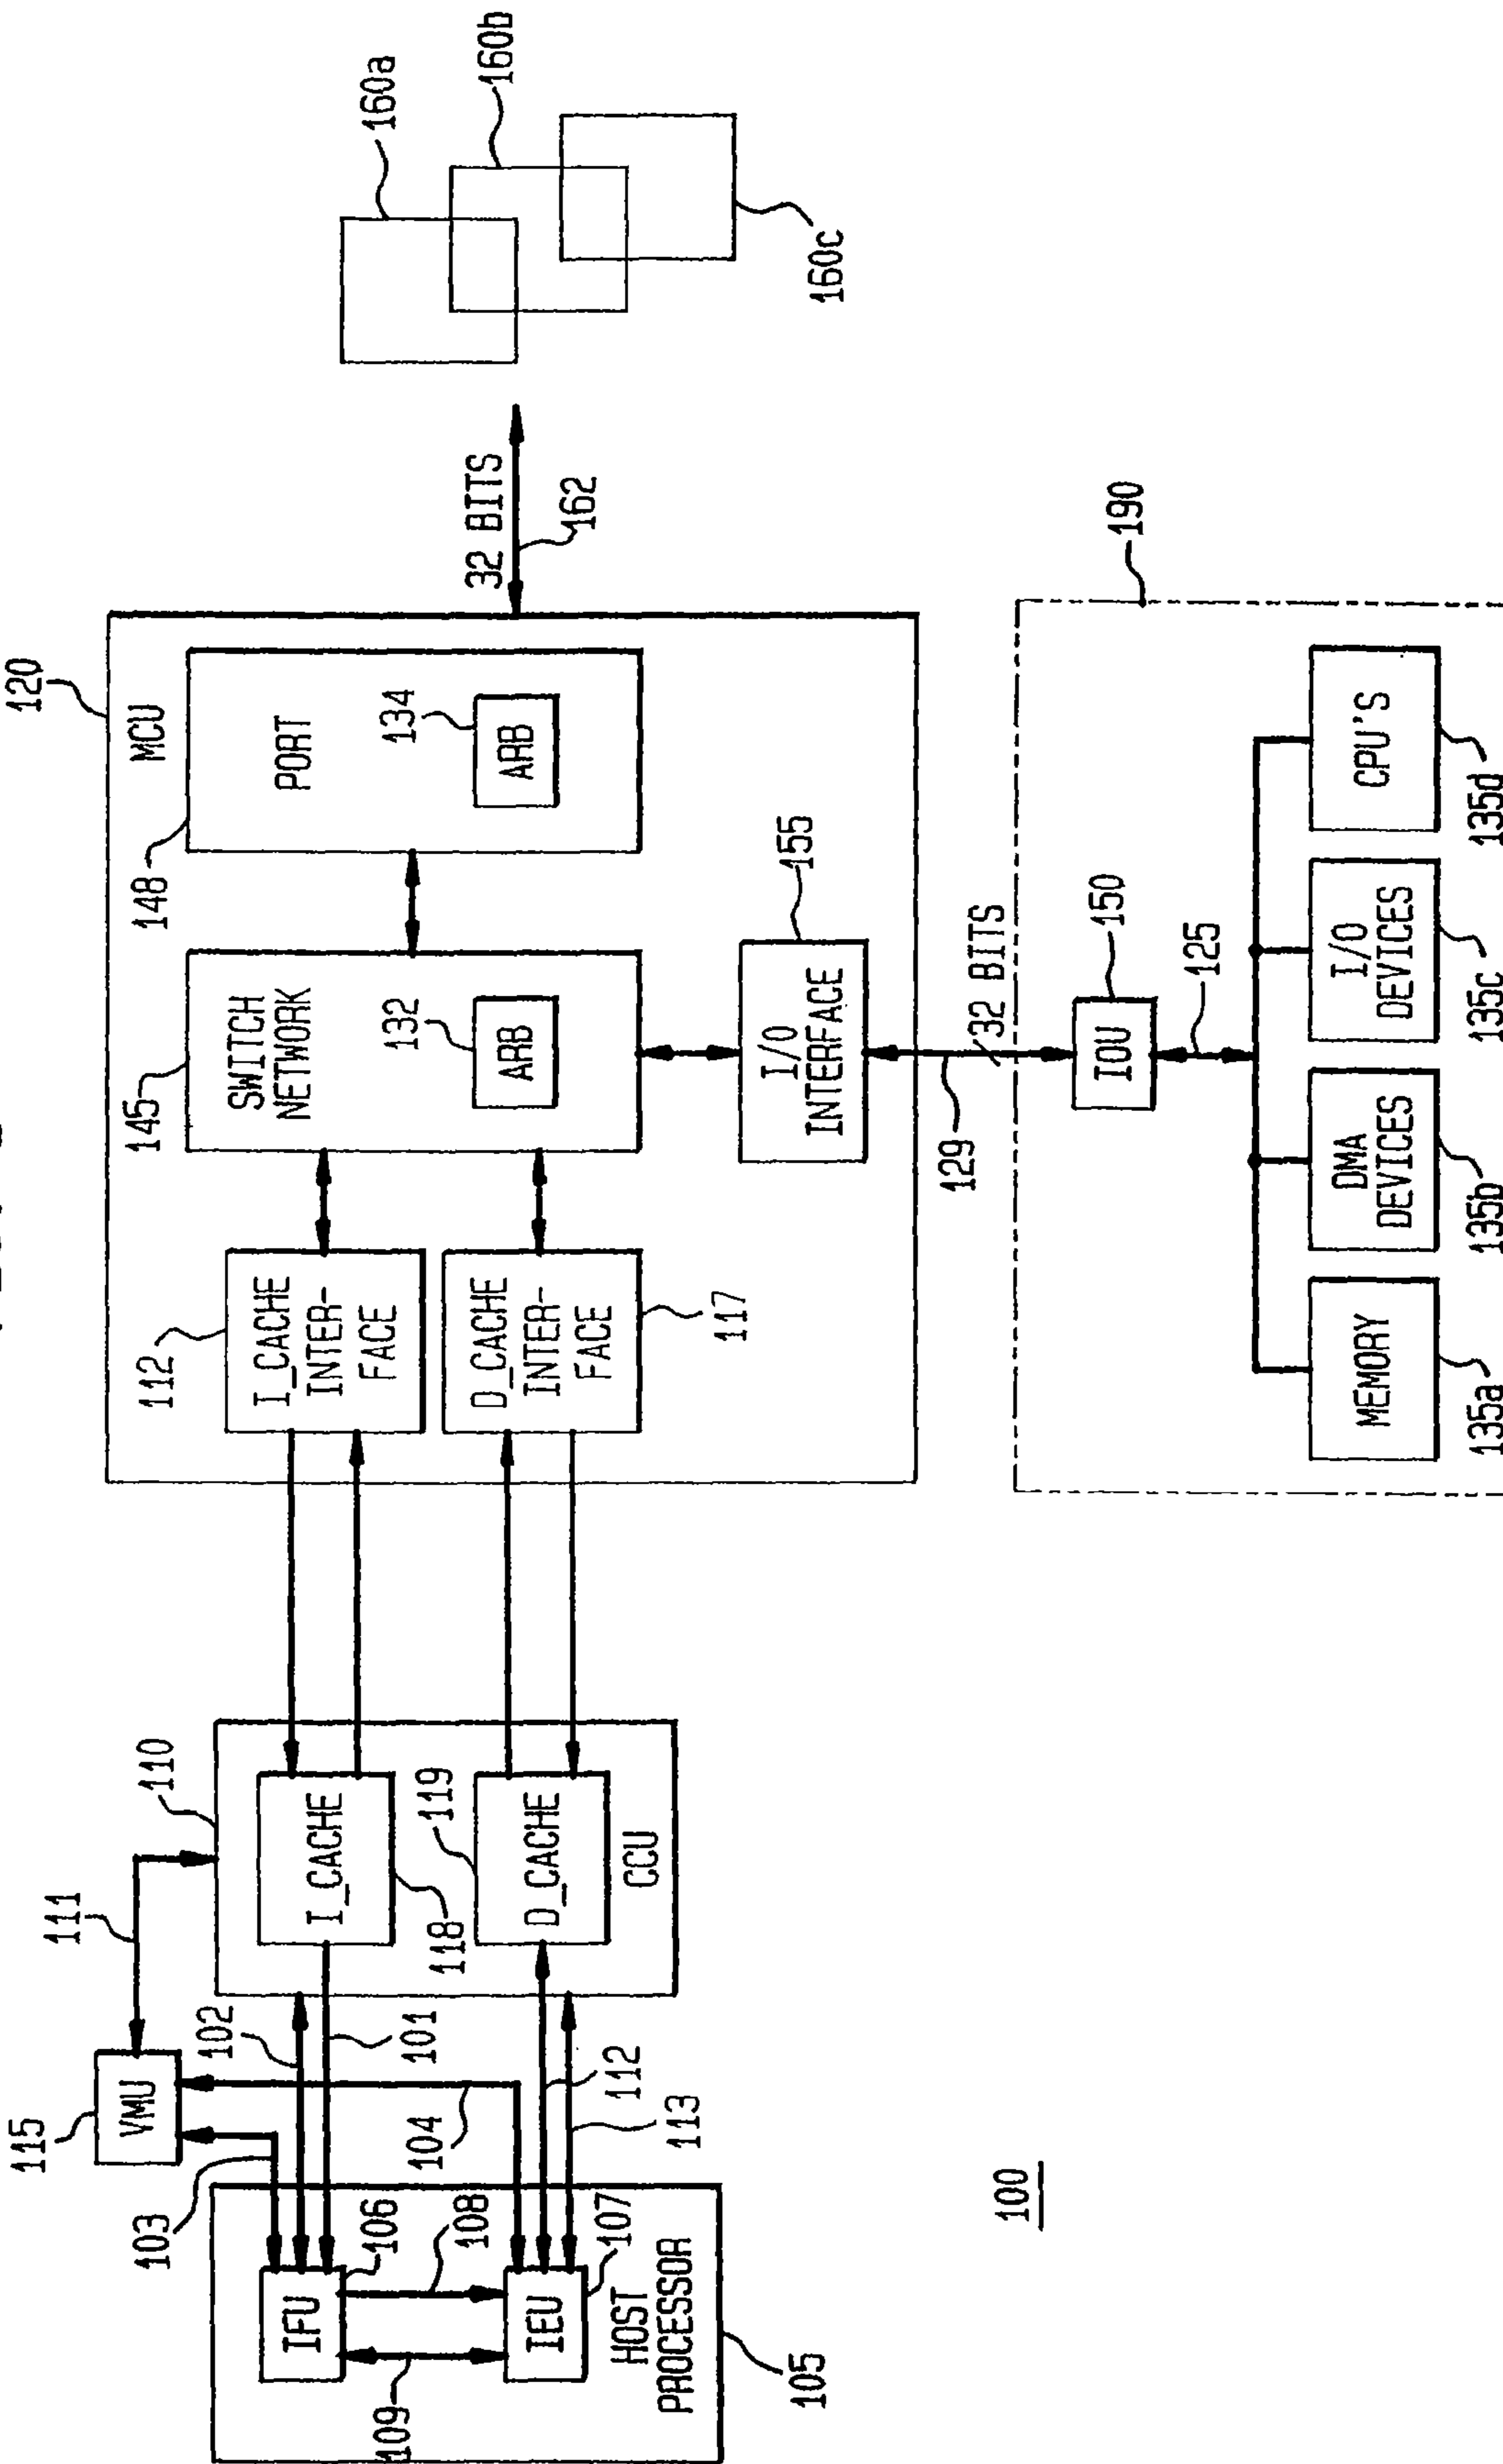 120
160a
160b
160c
MCU
148
PORT
134
ARB
32 BITS
162
145
SWITCH
NETWORK
132
ARB
155
I/O
INTERFACE
112
I_CACHE
INTER-
FACE
D_CACHE
INTER-
FACE
117
110
111
I_CACHE
118
119
D_CACHE
CCU
115
VMU
102
101
103
104
112
113
IFU
106
108
109
IEU
107
HOST
PROCESSOR
105
129
32 BITS
190
IOU
150
125
MEMORY
135a
DMA
DEVICES
135b
I/O
DEVICES
135c
CPU'S
135d
100